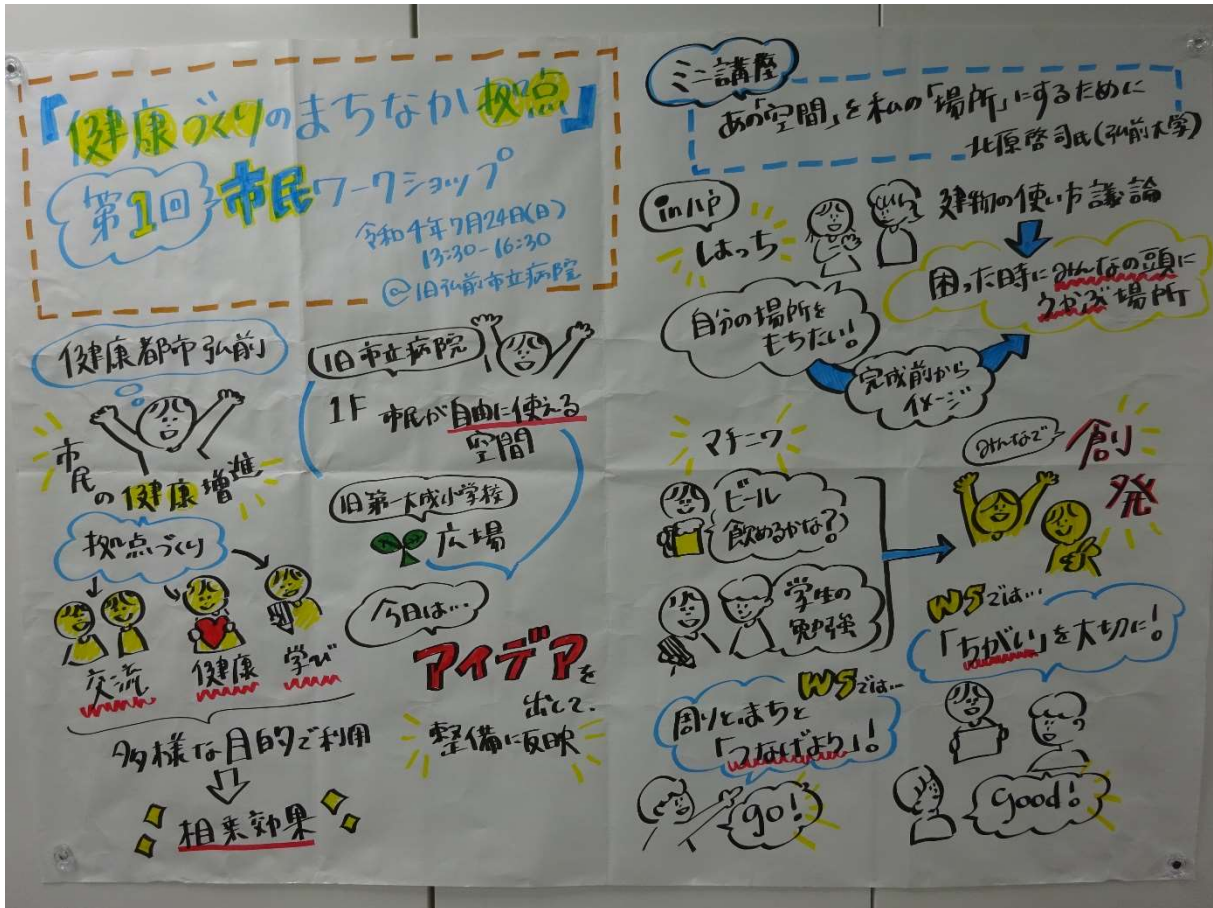 『健康づくりのまちなか拠点』
第1回 市民ワークショップ
令和4年7月24日(日)
13:30-16:30
@旧弘前市立病院
健康都市弘前
市民の健康増進
拠点づくり
交流 健康 学び
多様な目的で利用
相乗効果
旧市立病院
1F 市民が自由に使える
空間
旧第一大成小学校
広場
今日は…
アイデアを
出して、
整備に反映
ミニ講座
あの「空間」を私の「場所」にするために
北原啓司氏(弘前大学)
in八戸
はっち
建物の使い方議論
困った時にみんなの頭に
うかぶ場所
自分の場所を
もちたい!
完成前から
イメージ
マチニワ
ビール
飲めるかな?
学生の
勉強
みんなで
創発
WSでは…
「ちがい」を大切に!
WSでは…
周りと、まちと
「つなげよう」!
go!
good!